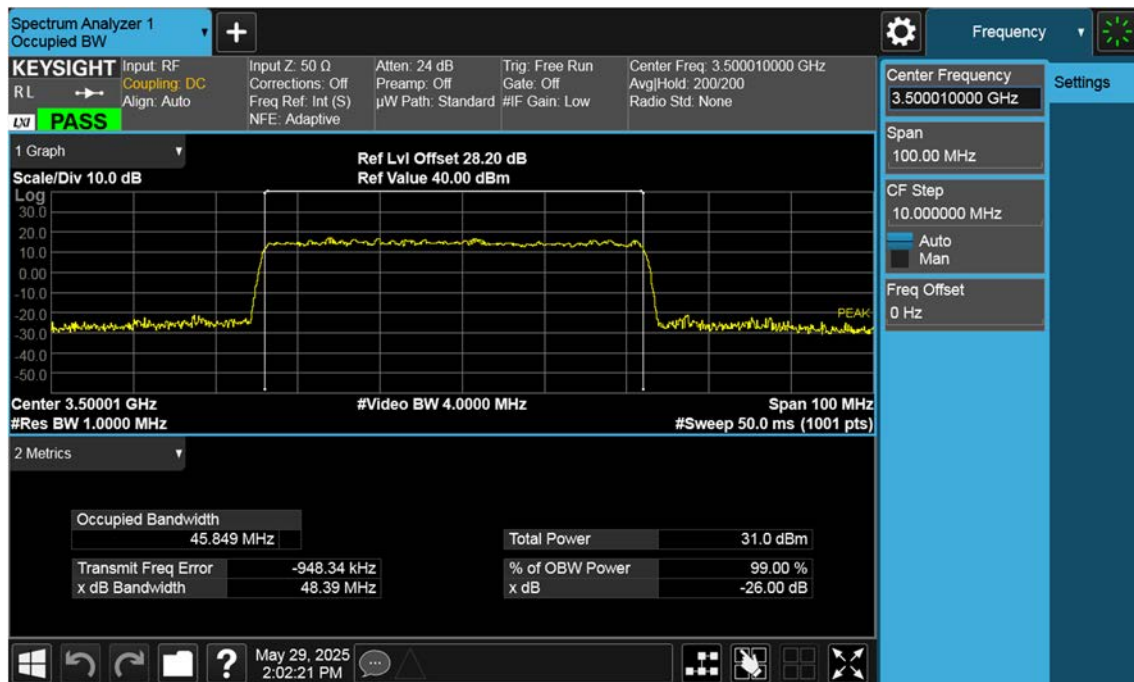 Spectrum Analyzer 1
Occupied BW
+
Frequency
KEYSIGHT
RL
LXI PASS
Input: RF
Coupling: DC
Align: Auto
Input Z: 50 Ω
Corrections: Off
Freq Ref: Int (S)
NFE: Adaptive
Atten: 24 dB
Preamp: Off
µW Path: Standard
Trig: Free Run
Gate: Off
#IF Gain: Low
Center Freq: 3.500010000 GHz
Avg|Hold: 200/200
Radio Std: None
Center Frequency
3.500010000 GHz
Settings
Span
100.00 MHz
CF Step
10.000000 MHz
Auto
Man
Freq Offset
0 Hz
1 Graph
Scale/Div 10.0 dB
Ref Lvl Offset 28.20 dB
Ref Value 40.00 dBm
Log
30.0
20.0
10.0
0.00
-10.0
-20.0
-30.0
-40.0
-50.0
PEAK
Center 3.50001 GHz
#Video BW 4.0000 MHz
Span 100 MHz
#Res BW 1.0000 MHz
#Sweep 50.0 ms (1001 pts)
2 Metrics
Occupied Bandwidth
45.849 MHz
Transmit Freq Error -948.34 kHz
x dB Bandwidth 48.39 MHz
Total Power 31.0 dBm
% of OBW Power 99.00 %
x dB -26.00 dB
?
May 29, 2025
2:02:21 PM